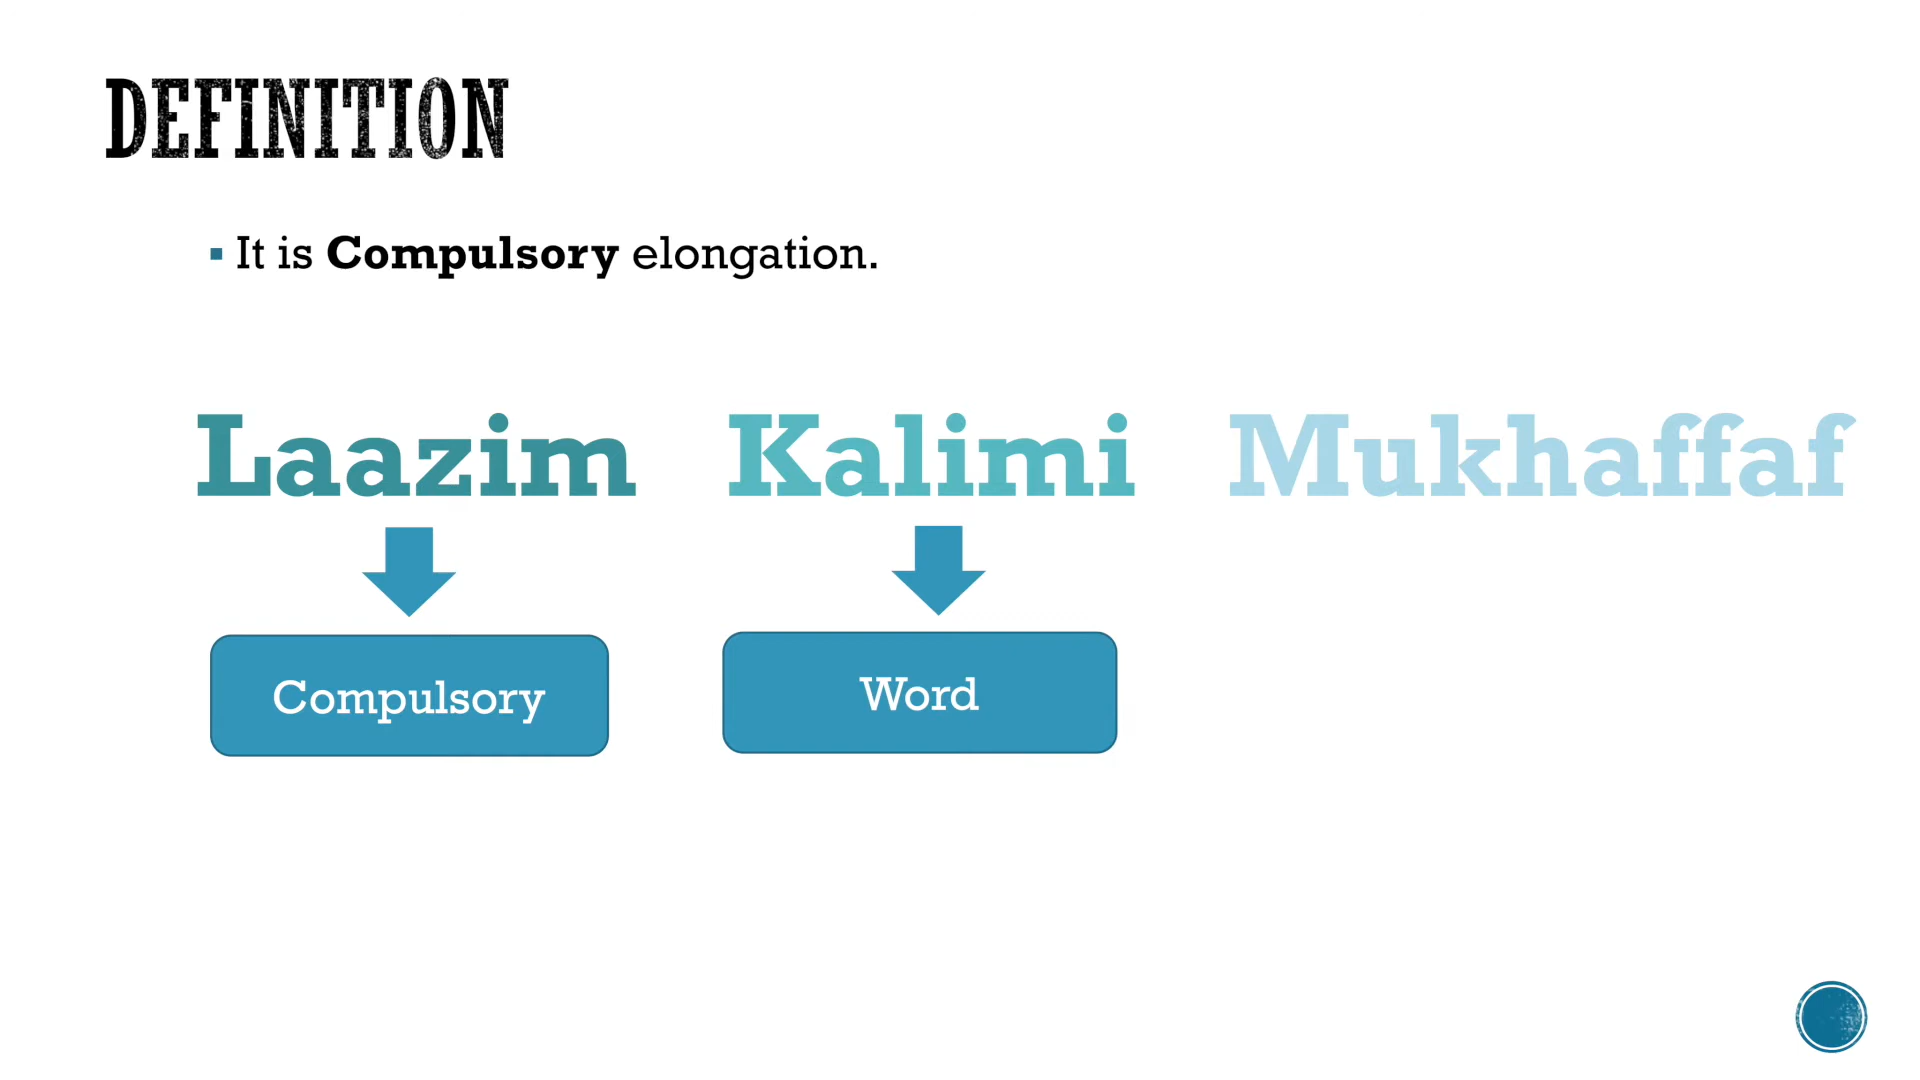 DEFINITION
▪ It is Compulsory elongation.
Laazim Kalimi Mukhaffaf
Compulsory Word